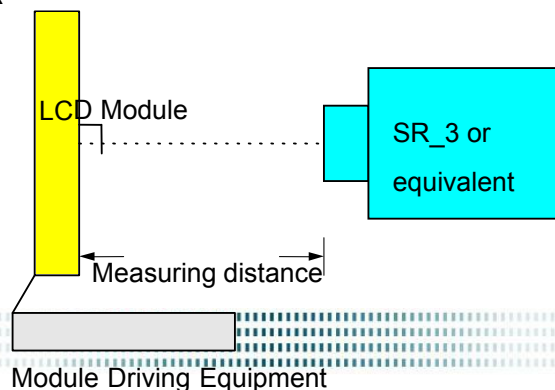 LCD Module
SR_3 or
equivalent
Measuring distance
Module Driving Equipment